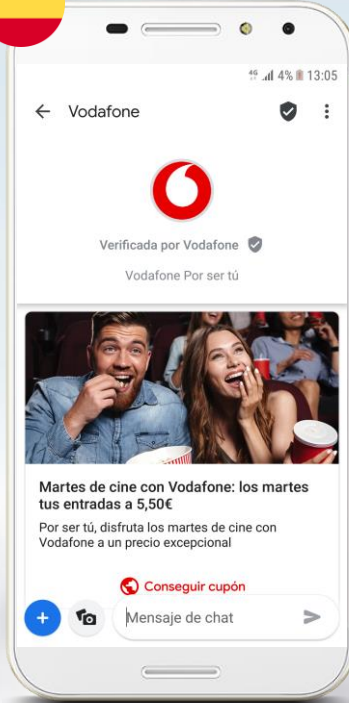 4G 4% 13:05
Vodafone
Verificada por Vodafone
Vodafone Por ser tú
Martes de cine con Vodafone: los martes
tus entradas a 5,50€
Por ser tú, disfruta los martes de cine con
Vodafone a un precio excepcional
Conseguir cupón
Mensaje de chat